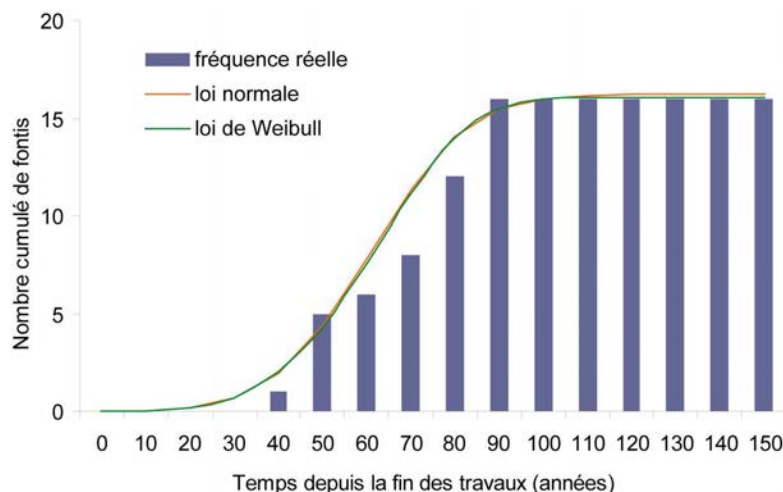 20
15
10
5
0
Nombre cumulé de fontis
fréquence réelle
loi normale
loi de Weibull
0 10 20 30 40 50 60 70 80 90 100 110 120 130 140 150
Temps depuis la fin des travaux (années)